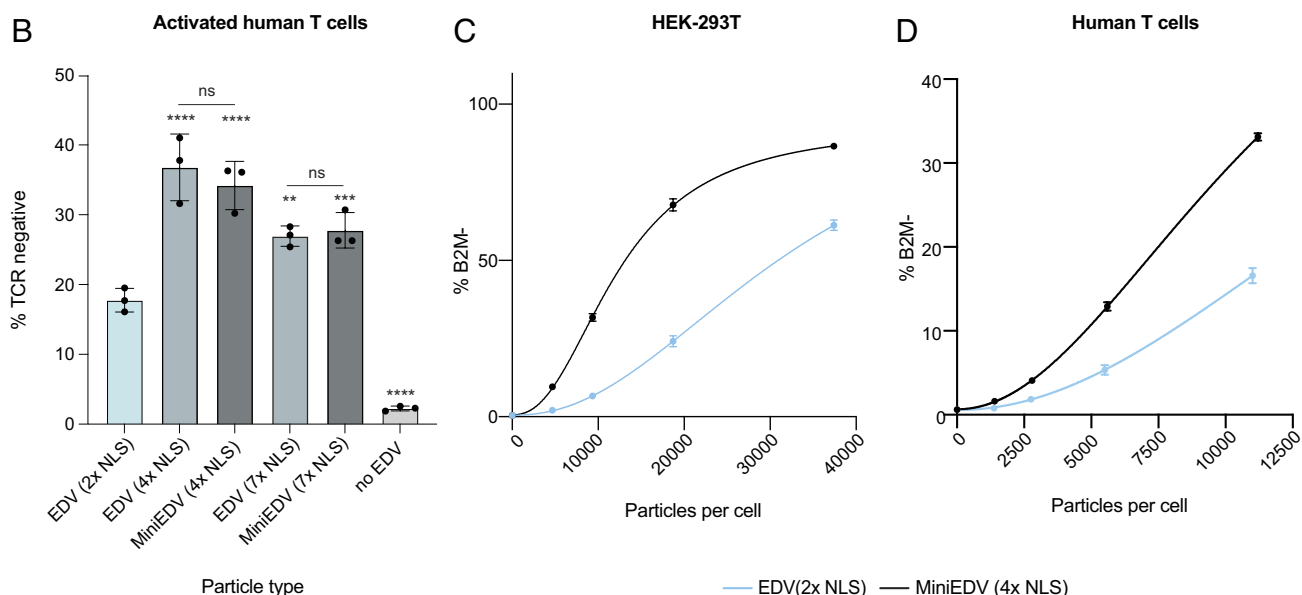 B
Activated human T cells
% TCR negative
50
40
30
20
10
0
ns
****
****
ns
**
***
****
EDV (2x NLS)
EDV (4x NLS)
MiniEDV (4x NLS)
EDV (7x NLS)
MiniEDV (7x NLS)
no EDV
Particle type
C
HEK-293T
% B2M-
100
50
0
0
10000
20000
30000
40000
Particles per cell
D
Human T cells
% B2M-
40
30
20
10
0
0
2500
5000
7500
10000
12500
Particles per cell
EDV(2x NLS)
MiniEDV (4x NLS)